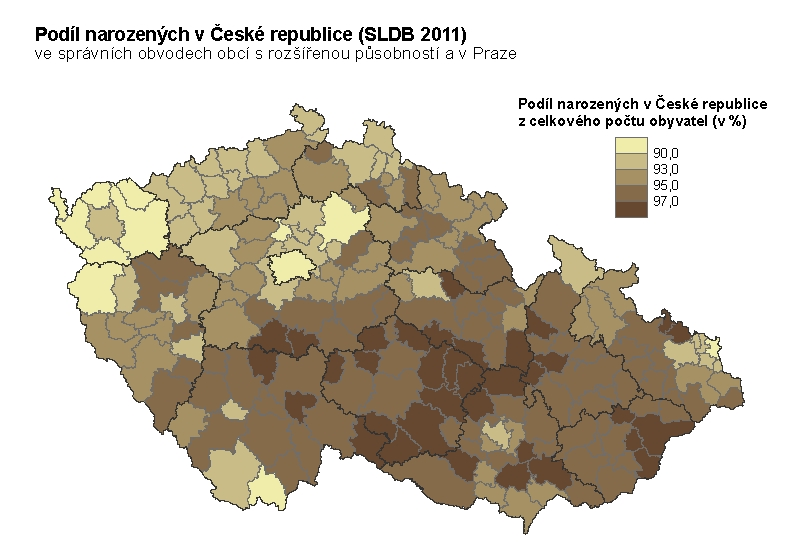 Podíl narozených v České republice (SLDB 2011)
ve správních obvodech obcí s rozšířenou působností a v Praze
Podíl narozených v České republice
z celkového počtu obyvatel (v %)
90,0
93,0
95,0
97,0